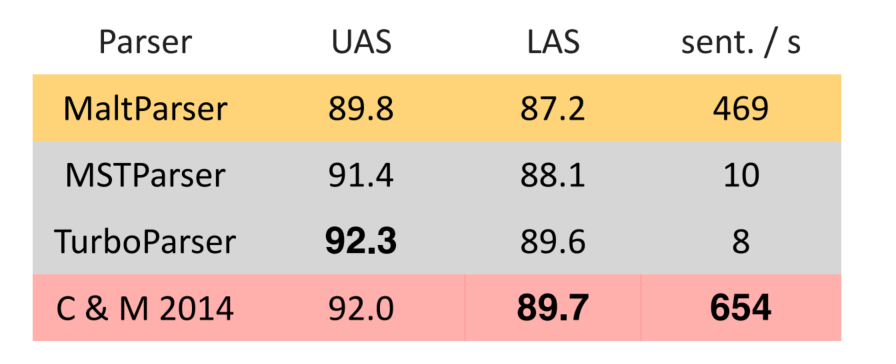 Parser UAS LAS sent. / s
MaltParser 89.8 87.2 469
MSTParser 91.4 88.1 10
TurboParser 92.3 89.6 8
C & M 2014 92.0 89.7 654